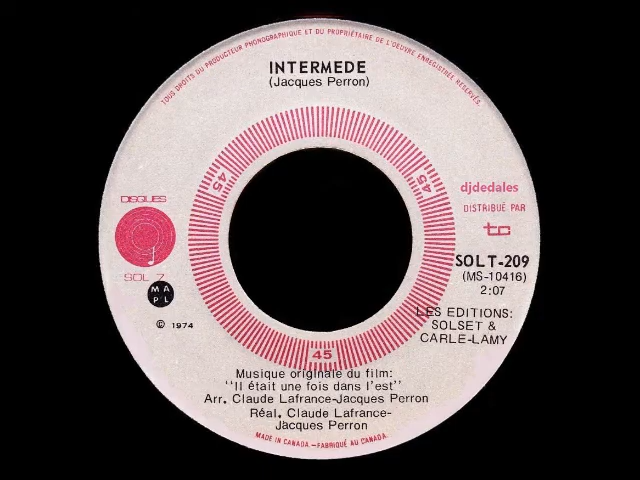 TOUS DROITS DU PRODUCTEUR PHONOGRAPHIQUE ET DU PROPRIÉTAIRE DE L'OEUVRE ENREGISTRÉE RÉSERVÉS.
INTERMEDE
(Jacques Perron)
45
45
djdedales
DISQUES
DISTRIBUÉ PAR
tc
SOL 7
SOLT-209
(MS-10416)
2:07
M A
P L
© 1974
LES EDITIONS:
SOLSET &
CARLE-LAMY
45
Musique originale du film:
"Il était une fois dans l'est"
Arr. Claude Lafrance-Jacques Perron
Réal. Claude Lafrance-
Jacques Perron
MADE IN CANADA.-FABRIQUÉ AU CANADA.